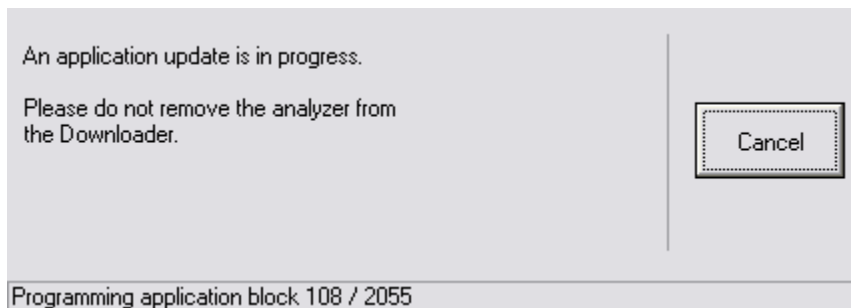 An application update is in progress.
Please do not remove the analyzer from
the Downloader.
Cancel
Programming application block 108 / 2055